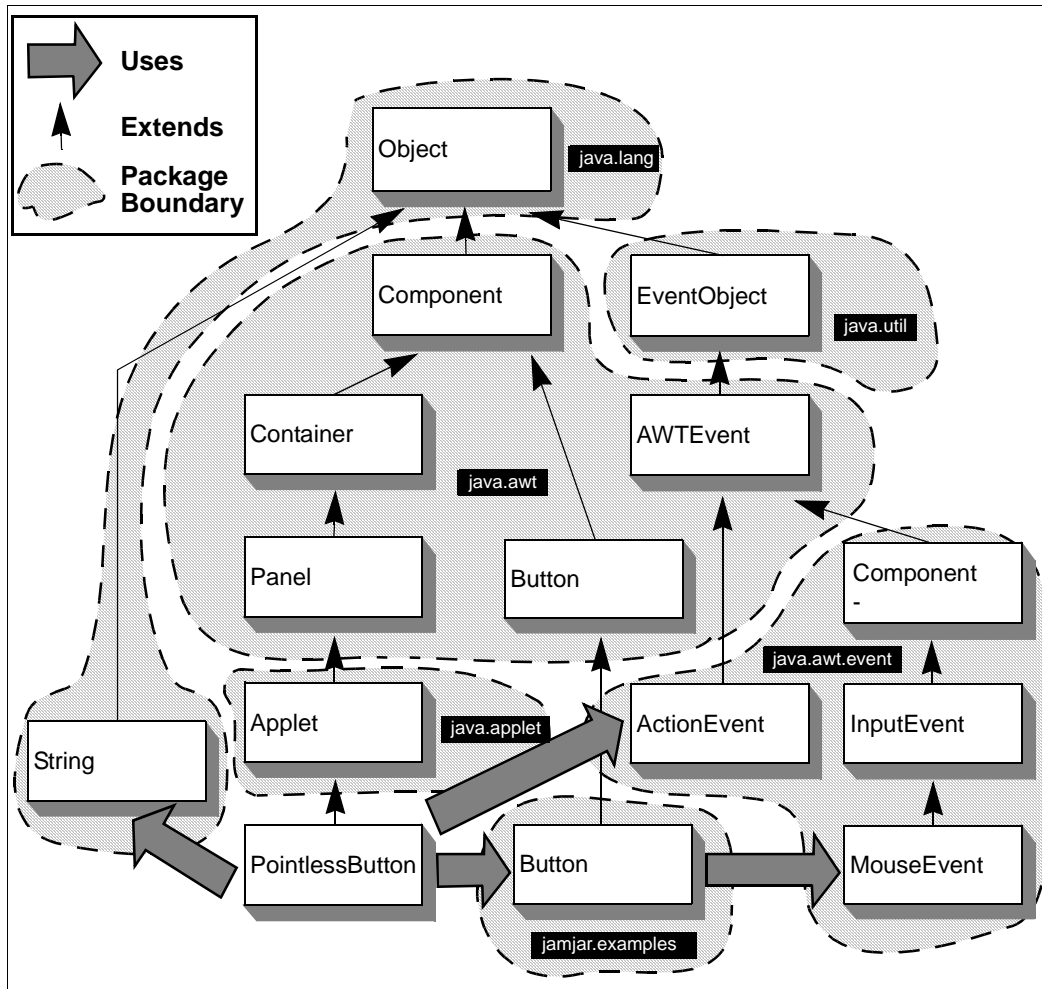 Uses
Extends
Package
Boundary
Object
java.lang
Component
EventObject
java.util
Container
AWTEvent
java.awt
Panel
Button
Component
-
java.awt.event
Applet
java.applet
ActionEvent
InputEvent
String
PointlessButton
Button
MouseEvent
jamjar.examples